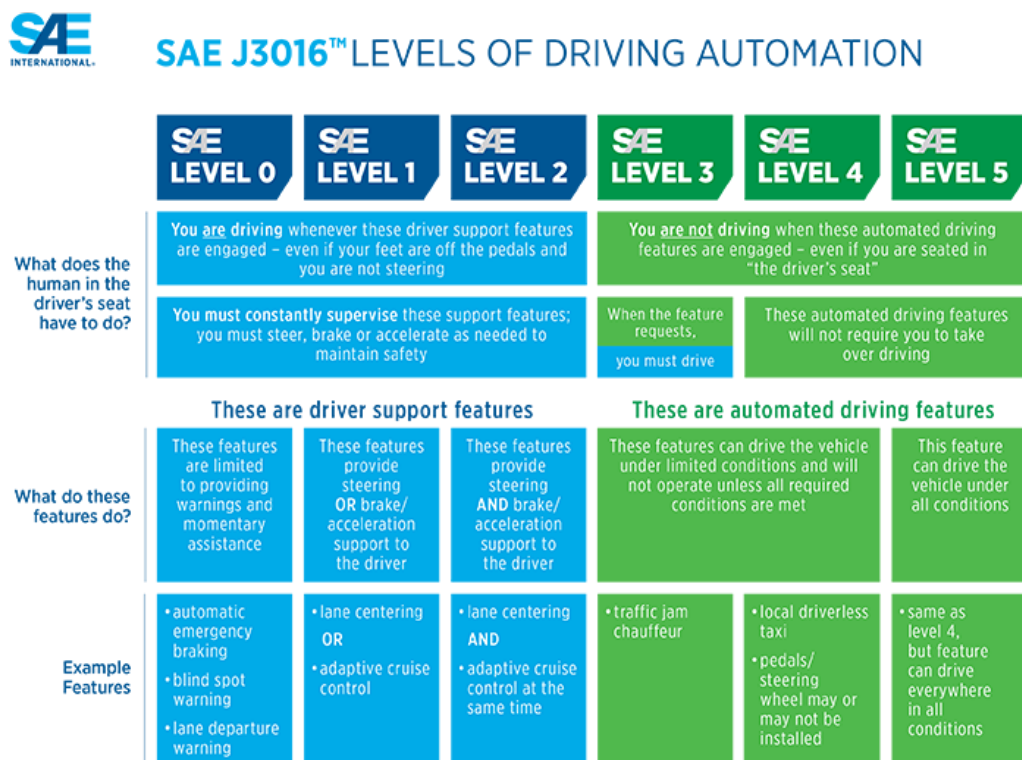 SAE
INTERNATIONAL®
SAE J3016™ LEVELS OF DRIVING AUTOMATION
SAE
LEVEL 0
SAE
LEVEL 1
SAE
LEVEL 2
SAE
LEVEL 3
SAE
LEVEL 4
SAE
LEVEL 5
What does the
human in the
driver's seat
have to do?
You are driving whenever these driver support features
are engaged – even if your feet are off the pedals and
you are not steering
You are not driving when these automated driving
features are engaged – even if you are seated in
“the driver's seat”
You must constantly supervise these support features;
you must steer, brake or accelerate as needed to
maintain safety
When the feature
requests,
you must drive
These automated driving features
will not require you to take
over driving
These are driver support features
These are automated driving features
What do these
features do?
These features
are limited
to providing
warnings and
momentary
assistance
These features
provide
steering
OR brake/
acceleration
support to
the driver
These features
provide
steering
AND brake/
acceleration
support to
the driver
These features can drive the vehicle
under limited conditions and will
not operate unless all required
conditions are met
This feature
can drive the
vehicle under
all conditions
Example
Features
•automatic
emergency
braking
•blind spot
warning
•lane departure
warning
•lane centering
OR
•adaptive cruise
control
•lane centering
AND
•adaptive cruise
control at the
same time
•traffic jam
chauffeur
•local driverless
taxi
•pedals/
steering
wheel may or
may not be
installed
•same as
level 4,
but feature
can drive
everywhere
in all
conditions